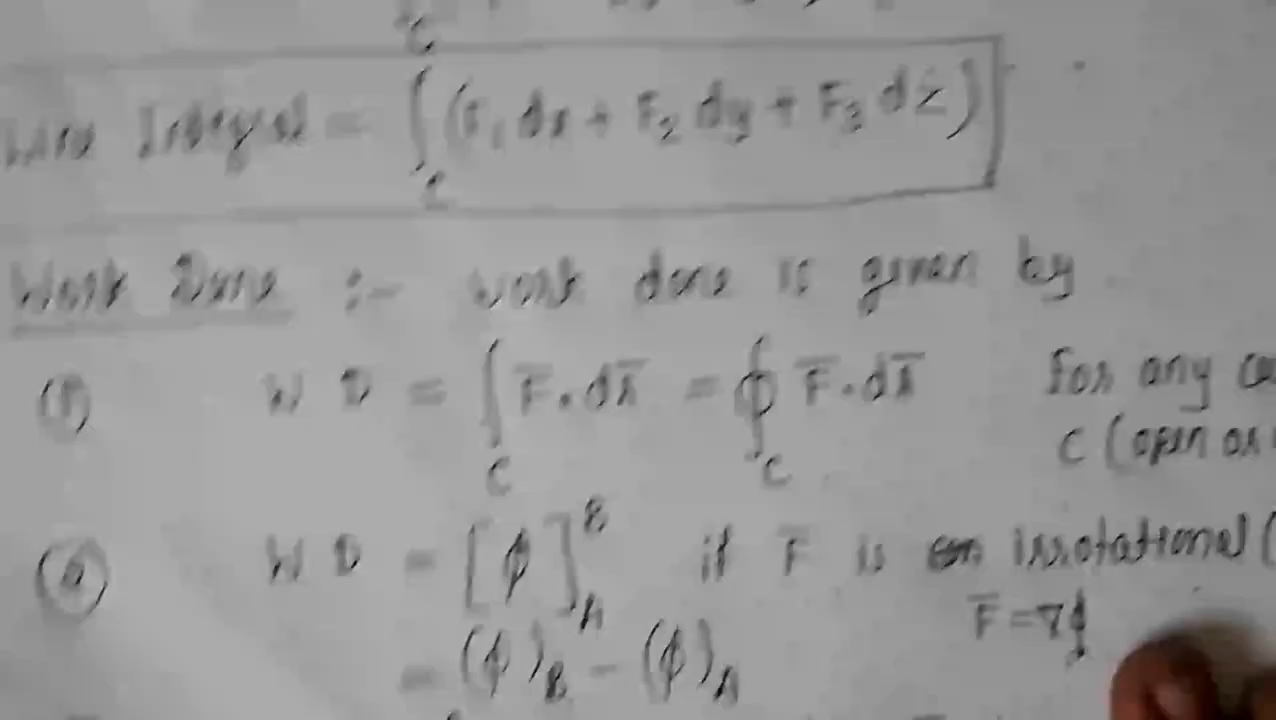 Line Integral = ∫_C (F₁ dx + F₂ dy + F₃ dz)
Work Done :- work done is given by
(1) W D = ∫_C F̅ . dr̅ = ∮_C F̅ . dr̅ For any
C (open or
W D = [ϕ]_A^B if F̅ is irrotational (
F̅ = ∇ϕ
= (ϕ)_B - (ϕ)_A